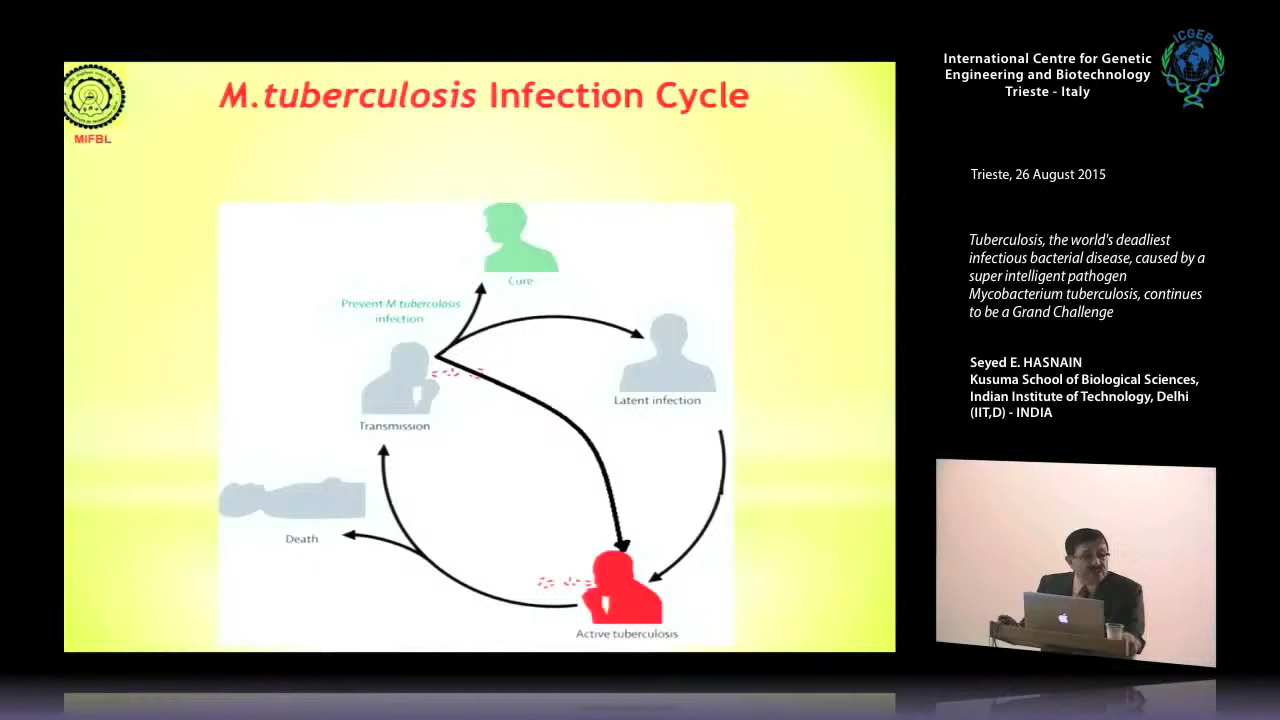 MIFBL
M.tuberculosis Infection Cycle
Cure
Prevent M tuberculosis
infection
Latent infection
Transmission
Death
Active tuberculosis
International Centre for Genetic
Engineering and Biotechnology
Trieste - Italy
ICGEB
Trieste, 26 August 2015
Tuberculosis, the world's deadliest
infectious bacterial disease, caused by a
super intelligent pathogen
Mycobacterium tuberculosis, continues
to be a Grand Challenge
Seyed E. HASNAIN
Kusuma School of Biological Sciences,
Indian Institute of Technology, Delhi
(IIT,D) - INDIA